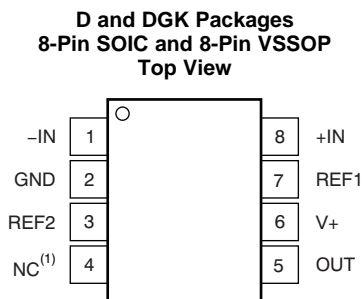 D and DGK Packages
8-Pin SOIC and 8-Pin VSSOP
Top View
–IN 1 8 +IN
GND 2 7 REF1
REF2 3 6 V+
NC(1) 4 5 OUT